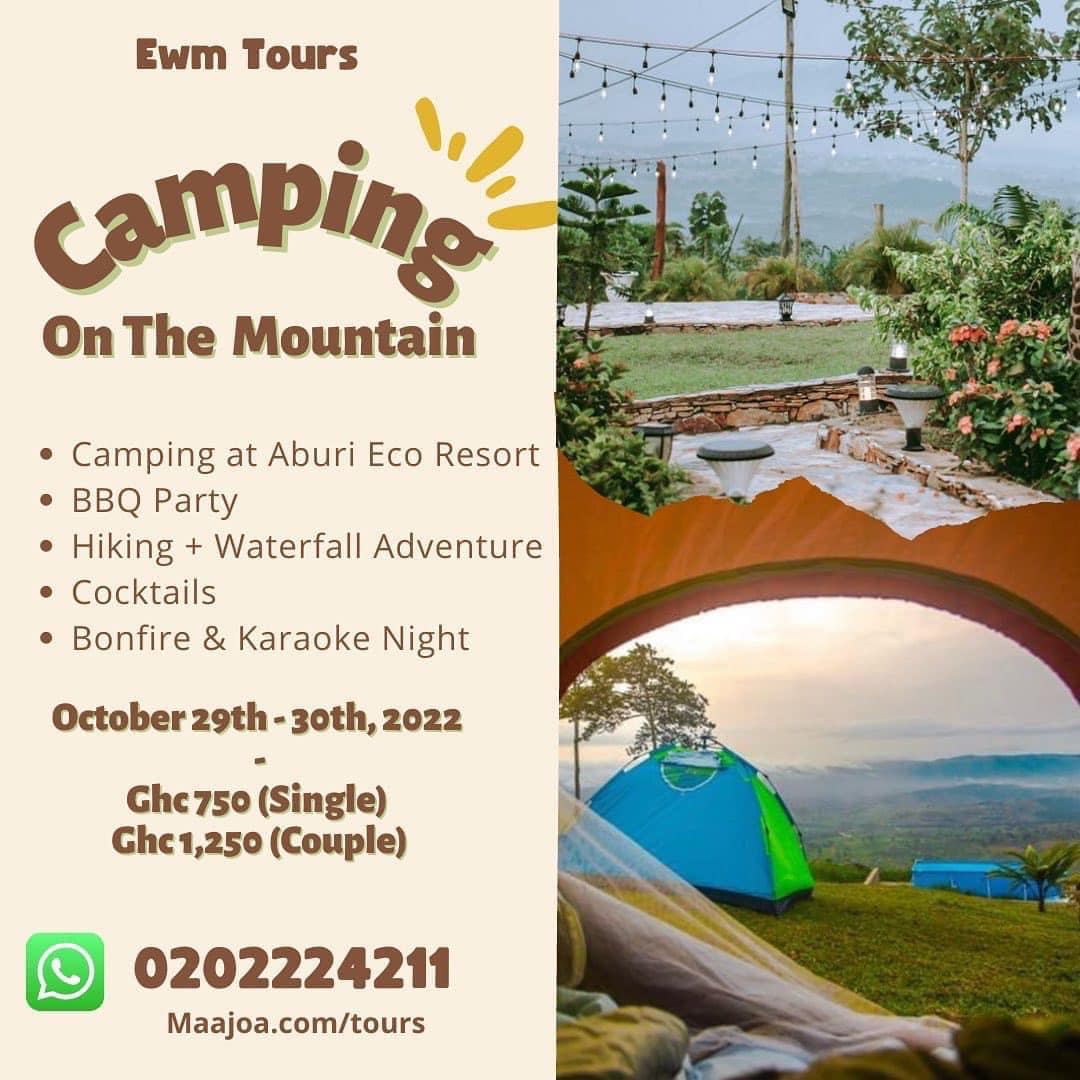 Ewm Tours
Camping
On The Mountain
• Camping at Aburi Eco Resort
• BBQ Party
• Hiking + Waterfall Adventure
• Cocktails
• Bonfire & Karaoke Night
October 29th - 30th, 2022
-
Ghc 750 (Single)
Ghc 1,250 (Couple)
0202224211
Maajoa.com/tours